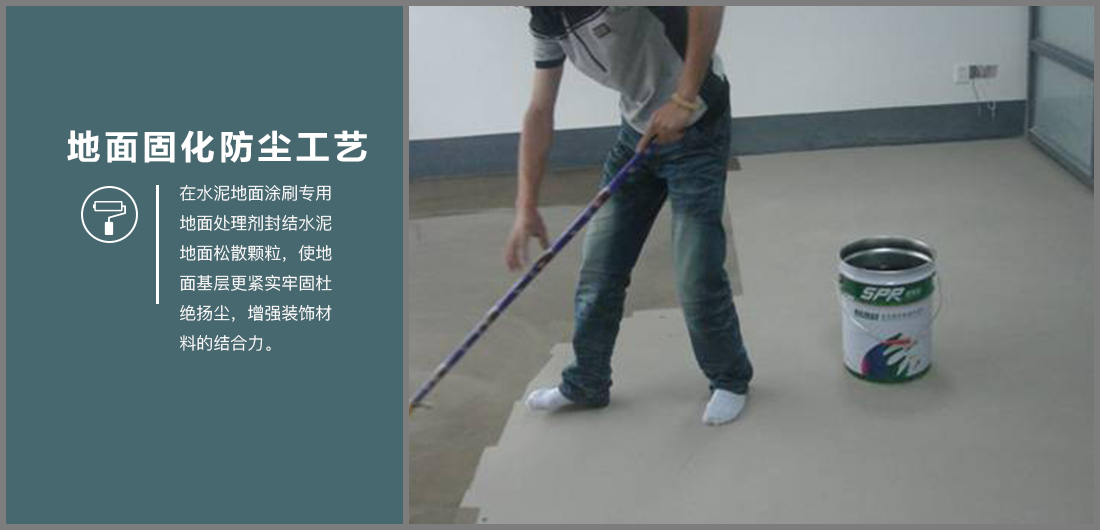 地面固化防尘工艺
在水泥地面涂刷专用
地面处理剂封结水泥
地面松散颗粒，使地
面基层更紧实牢固杜
绝扬尘，增强装饰材
料的结合力。
SPR